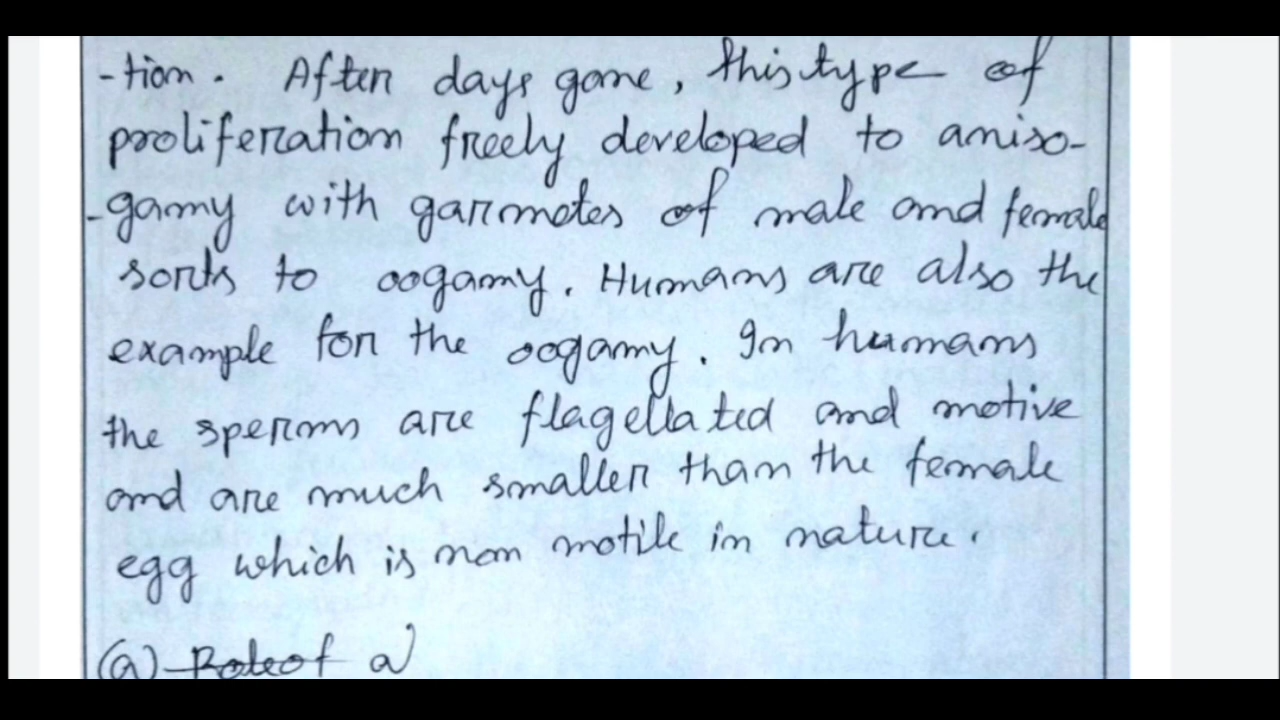 -tion. After days gone, this type of
proliferation freely developed to aniso-
-gamy with garmetes of male and female
sorts to oogamy. Humans are also the
example for the oogamy. In humans
the sperms are flagellated and motive
and are much smaller than the female
egg which is non motile in nature.
(a) Role of a)